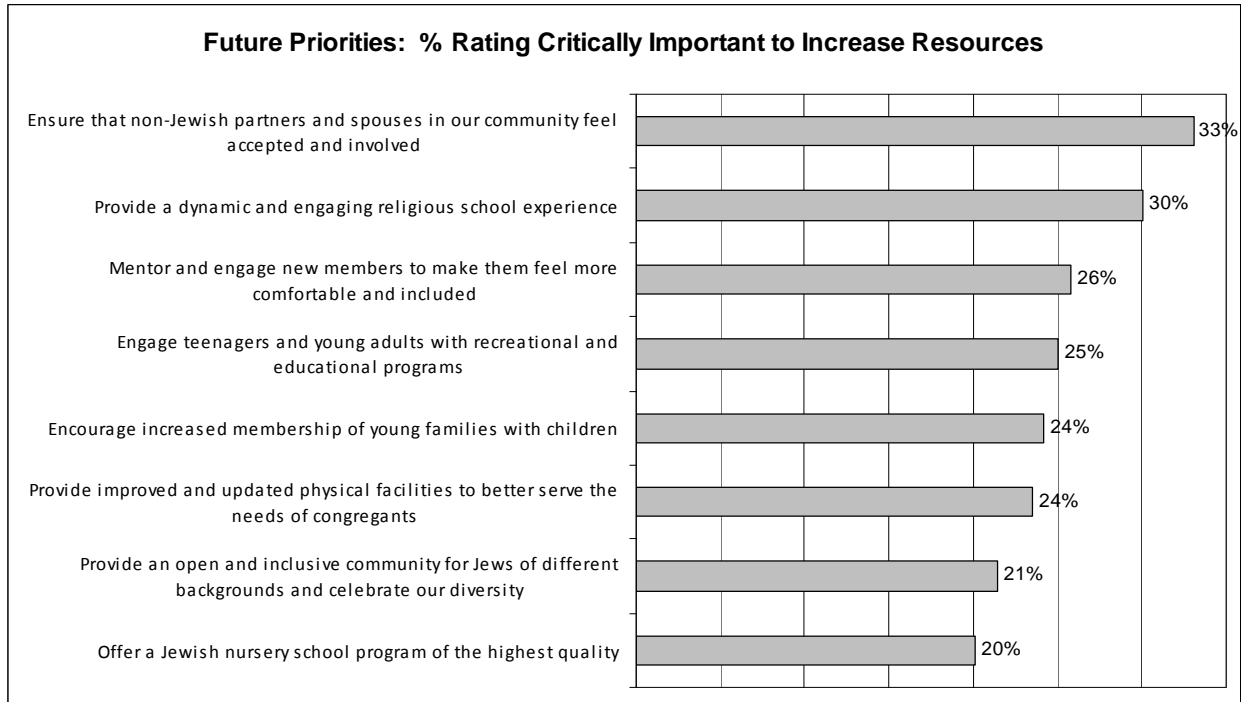 Future Priorities:  % Rating Critically Important to Increase Resources
Ensure that non-Jewish partners and spouses in our community feel
accepted and involved
33%
Provide a dynamic and engaging religious school experience
30%
Mentor and engage new members to make them feel more
comfortable and included
26%
Engage teenagers and young adults with recreational and
educational programs
25%
Encourage increased membership of young families with children
24%
Provide improved and updated physical facilities to better serve the
needs of congregants
24%
Provide an open and inclusive community for Jews of different
backgrounds and celebrate our diversity
21%
Offer a Jewish nursery school program of the highest quality
20%